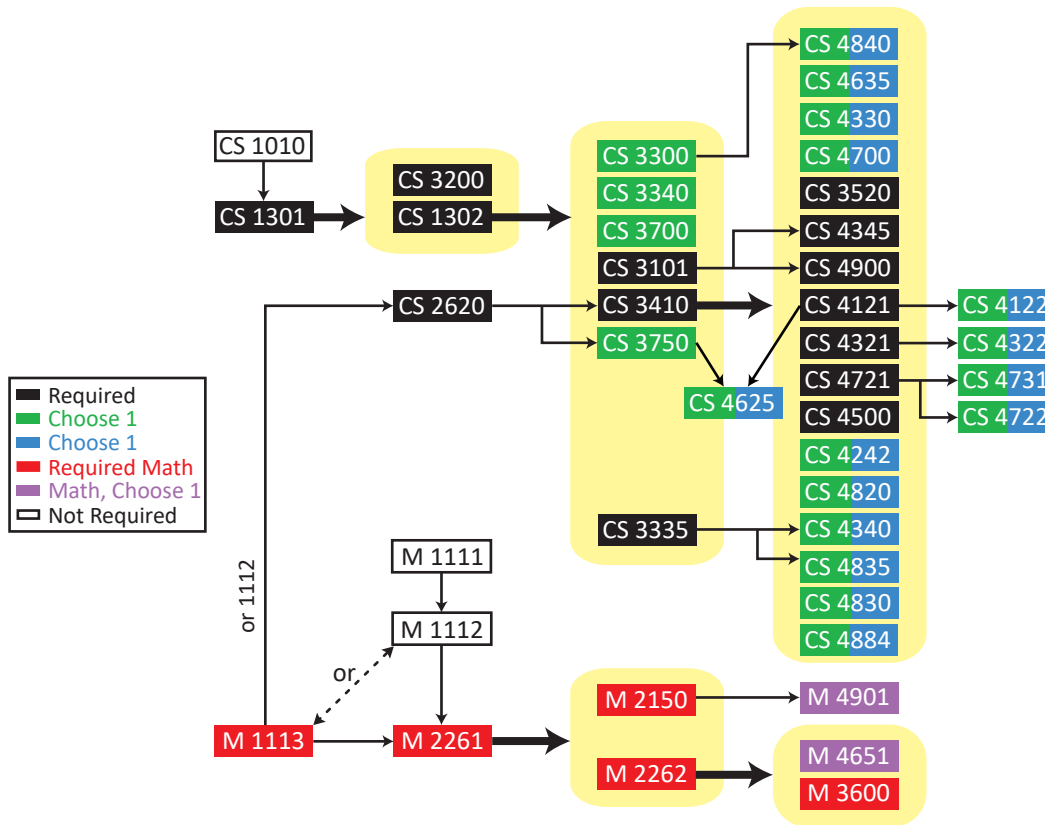 CS 4840
CS 4635
CS 4330
CS 4700
CS 1010
CS 3300
CS 3200
CS 3340
CS 3520
CS 1301
CS 1302
CS 3700
CS 4345
CS 3101
CS 4900
CS 2620
CS 3410
CS 4121
CS 4122
CS 3750
CS 4321
CS 4322
CS 4625
CS 4721
CS 4731
CS 4500
CS 4722
Required
Choose 1
Choose 1
Required Math
Math, Choose 1
Not Required
CS 4242
CS 4820
CS 3335
CS 4340
M 1111
CS 4835
or 1112
CS 4830
M 1112
CS 4884
or
M 2150
M 4901
M 1113
M 2261
M 4651
M 2262
M 3600